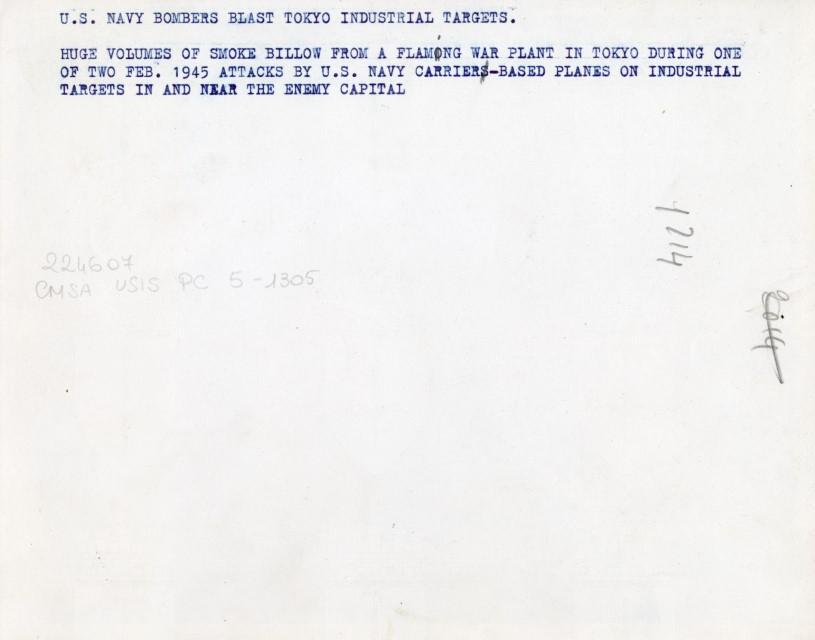 U.S. NAVY BOMBERS BLAST TOKYO INDUSTRIAL TARGETS.
HUGE VOLUMES OF SMOKE BILLOW FROM A FLAMING WAR PLANT IN TOKYO DURING ONE
OF TWO FEB. 1945 ATTACKS BY U.S. NAVY CARRIER-BASED PLANES ON INDUSTRIAL
TARGETS IN AND NEAR THE ENEMY CAPITAL
1214
224607
CMSA USIS PC 5-1305